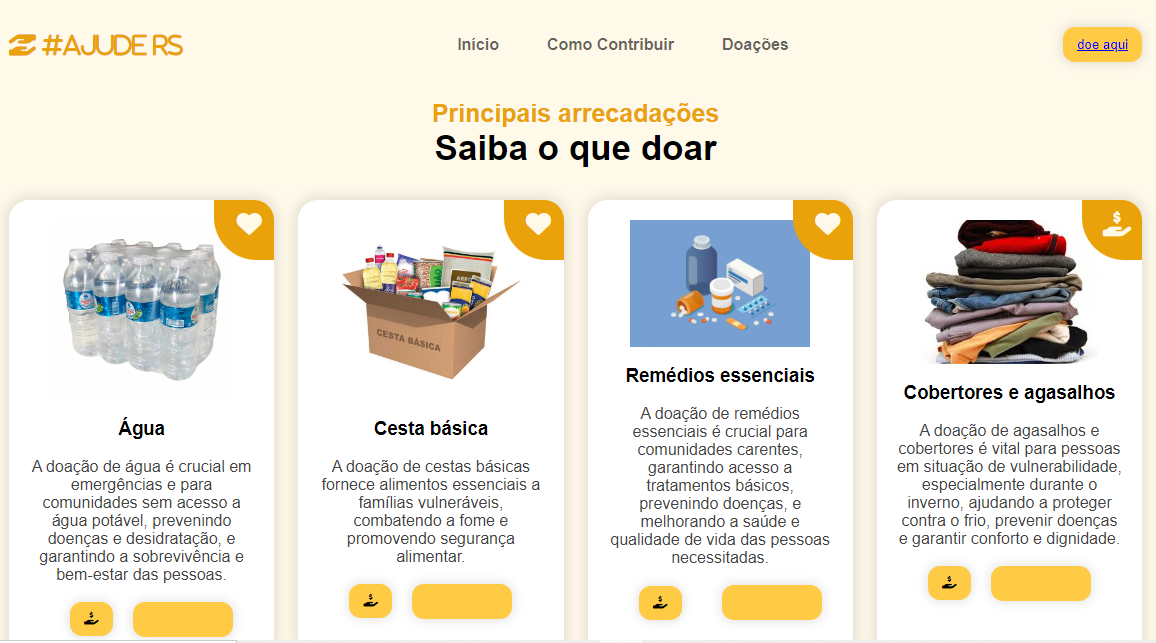 #AJUDE RS
Início
Como Contribuir
Doações
doe aqui
Principais arrecadações
Saiba o que doar
CESTA BÁSICA
Água
A doação de água é crucial em
emergências e para
comunidades sem acesso a
água potável, prevenindo
doenças e desidratação, e
garantindo a sobrevivência e
bem-estar das pessoas.
Cesta básica
A doação de cestas básicas
fornece alimentos essenciais a
famílias vulneráveis,
combatendo a fome e
promovendo segurança
alimentar.
Remédios essenciais
A doação de remédios
essenciais é crucial para
comunidades carentes,
garantindo acesso a
tratamentos básicos,
prevenindo doenças, e
melhorando a saúde e
qualidade de vida das pessoas
necessitadas.
Cobertores e agasalhos
A doação de agasalhos e
cobertores é vital para pessoas
em situação de vulnerabilidade,
especialmente durante o
inverno, ajudando a proteger
contra o frio, prevenir doenças
e garantir conforto e dignidade.